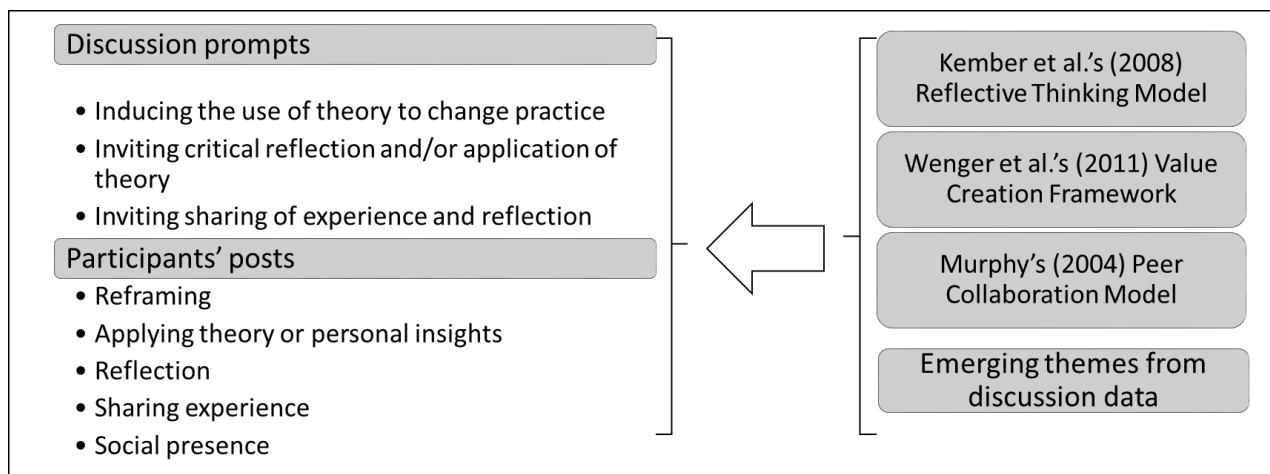 Discussion prompts
• Inducing the use of theory to change practice
• Inviting critical reflection and/or application of
theory
• Inviting sharing of experience and reflection
Participants’ posts
• Reframing
• Applying theory or personal insights
• Reflection
• Sharing experience
• Social presence
Kember et al.’s (2008)
Reflective Thinking Model
Wenger et al.’s (2011) Value
Creation Framework
Murphy’s (2004) Peer
Collaboration Model
Emerging themes from
discussion data